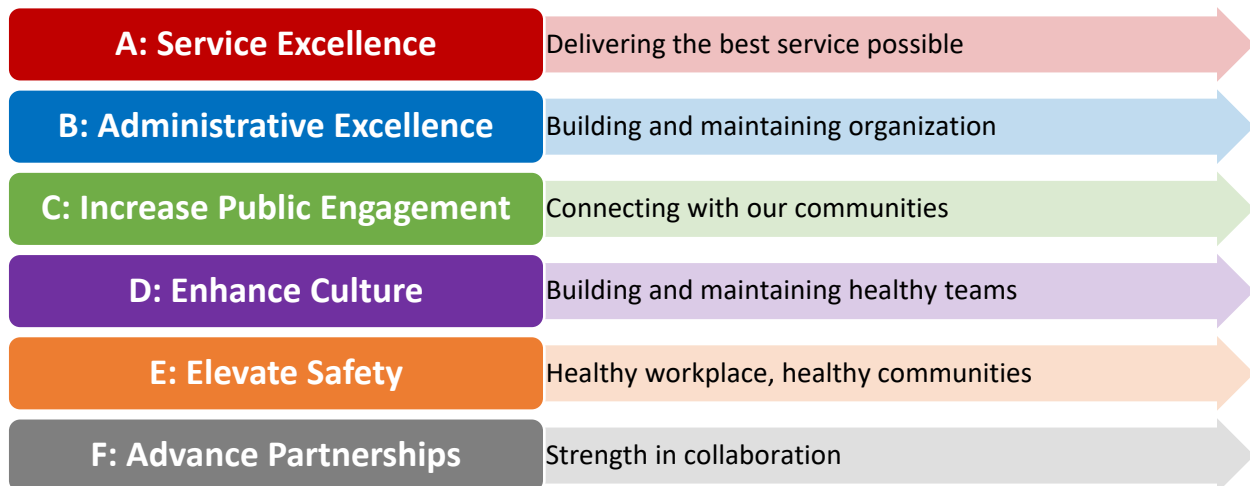 A: Service Excellence
Delivering the best service possible
B: Administrative Excellence
Building and maintaining organization
C: Increase Public Engagement
Connecting with our communities
D: Enhance Culture
Building and maintaining healthy teams
E: Elevate Safety
Healthy workplace, healthy communities
F: Advance Partnerships
Strength in collaboration